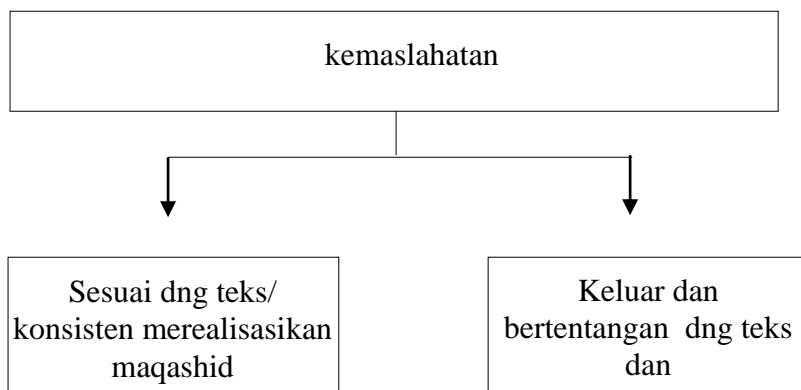 kemaslahatan
Sesuai dng teks/
konsisten merealisasikan
maqashid
Keluar dan
bertentangan dng teks
dan